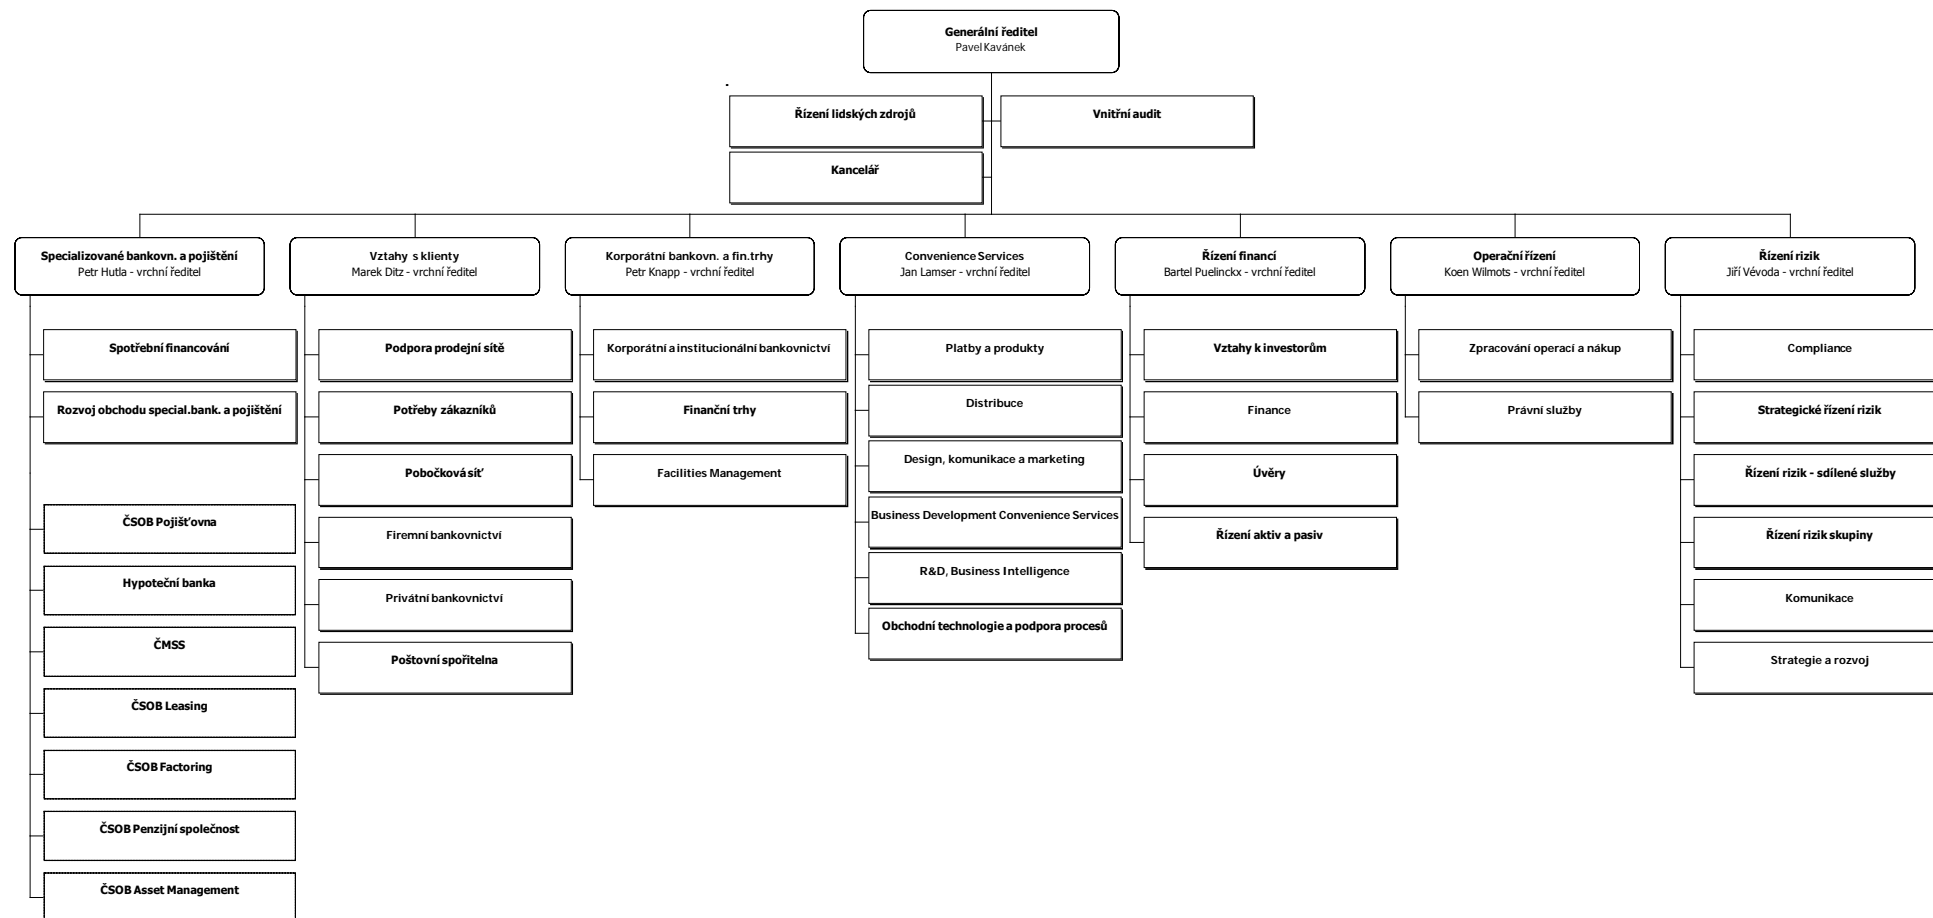 Generální ředitel
Pavel Kavánek
Řízení lidských zdrojů
Vnitřní audit
Kancelář
Specializované bankovn. a pojištění
Petr Hutla - vrchní ředitel
Vztahy s klienty
Marek Ditz - vrchní ředitel
Korporátní bankovn. a fin.trhy
Petr Knapp - vrchní ředitel
Convenience Services
Jan Lamser - vrchní ředitel
Řízení financí
Bartel Puelinckx - vrchní ředitel
Operační řízení
Koen Wilmots - vrchní ředitel
Řízení rizik
Jiří Vévoda - vrchní ředitel
Spotřební financování
Rozvoj obchodu special.bank. a pojištění
ČSOB Pojišťovna
Hypoteční banka
ČMSS
ČSOB Leasing
ČSOB Factoring
ČSOB Penzijní společnost
ČSOB Asset Management
Podpora prodejní sítě
Potřeby zákazníků
Pobočková síť
Firemní bankovnictví
Privátní bankovnictví
Poštovní spořitelna
Korporátní a institucionální bankovnictví
Finanční trhy
Facilities Management
Platby a produkty
Distribuce
Design, komunikace a marketing
Business Development Convenience Services
R&D, Business Intelligence
Obchodní technologie a podpora procesů
Vztahy k investorům
Finance
Úvěry
Řízení aktiv a pasiv
Zpracování operací a nákup
Právní služby
Compliance
Strategické řízení rizik
Řízení rizik - sdílené služby
Řízení rizik skupiny
Komunikace
Strategie a rozvoj